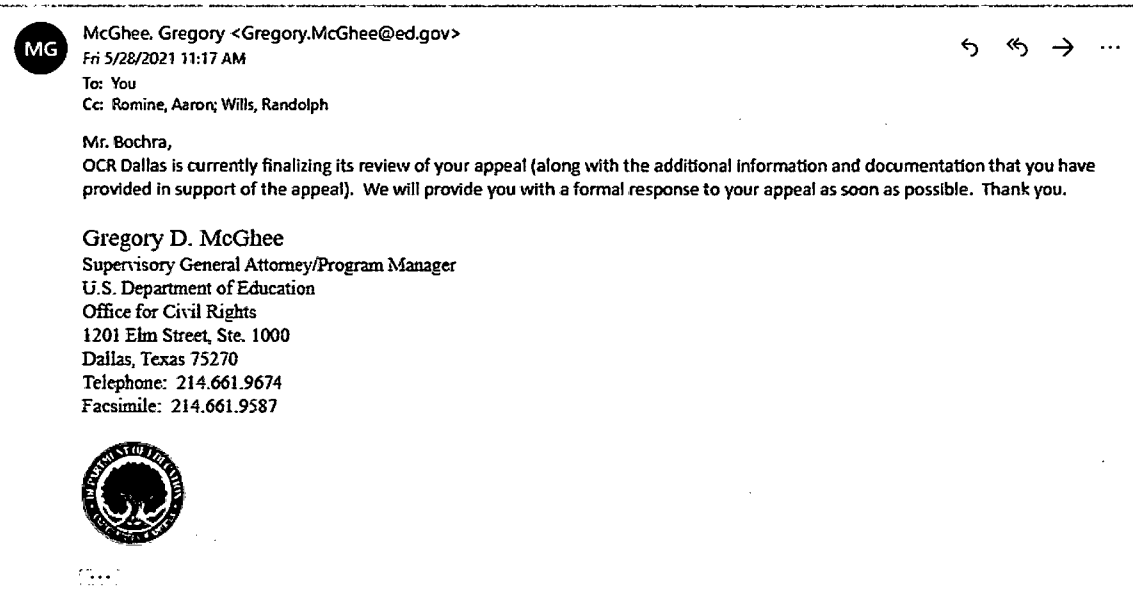 MG
McGhee. Gregory <Gregory.McGhee@ed.gov>
Fri 5/28/2021 11:17 AM
To: You
Cc: Romine, Aaron; Wills, Randolph
Mr. Bochra,
OCR Dallas is currently finalizing its review of your appeal (along with the additional information and documentation that you have
provided in support of the appeal). We will provide you with a formal response to your appeal as soon as possible. Thank you.
Gregory D. McGhee
Supervisory General Attorney/Program Manager
U.S. Department of Education
Office for Civil Rights
1201 Elm Street, Ste. 1000
Dallas, Texas 75270
Telephone: 214.661.9674
Facsimile: 214.661.9587
DEPARTMENT OF EDUCATION